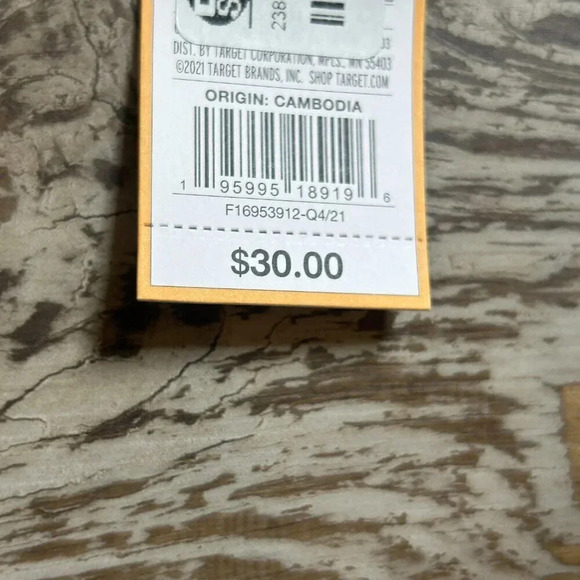 238
DIST. BY TARGET CORPORATION, MPLS, MN 55403
©2021 TARGET BRANDS, INC. SHOP TARGET.COM
ORIGIN: CAMBODIA
1 95995 18919 6
F16953912-Q4/21
$30.00